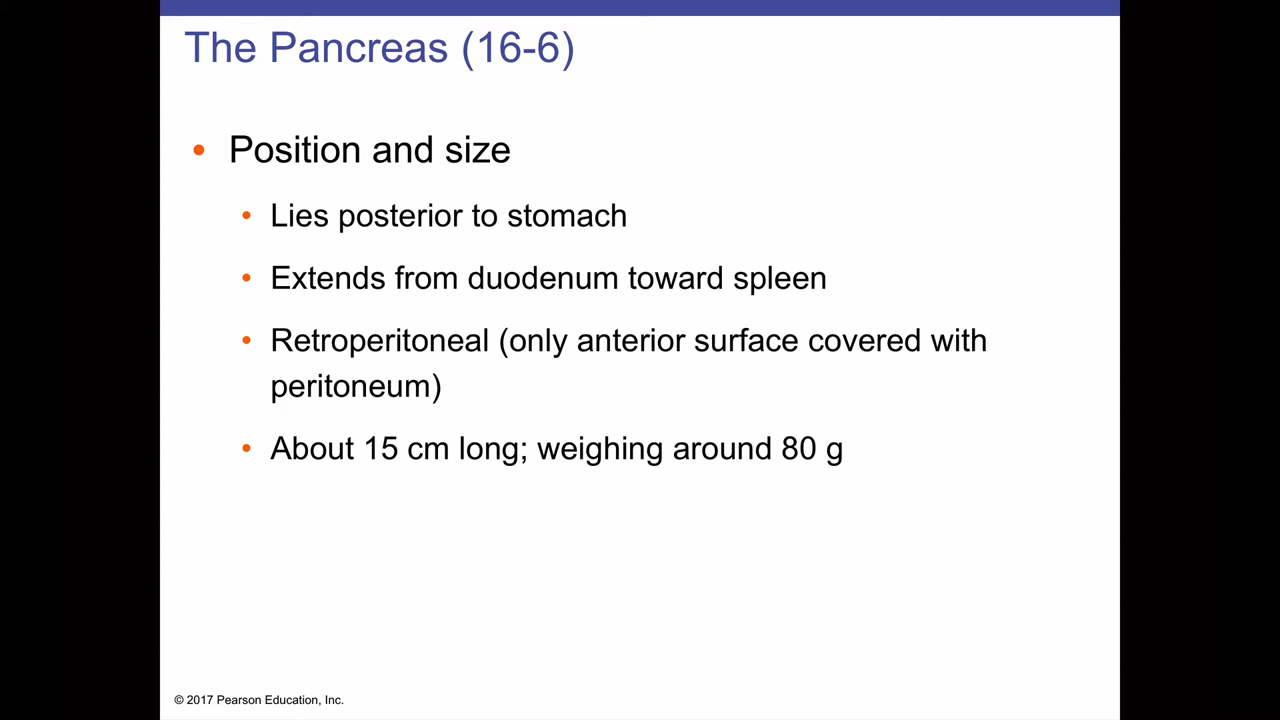 The Pancreas (16-6)
• Position and size
• Lies posterior to stomach
• Extends from duodenum toward spleen
• Retroperitoneal (only anterior surface covered with
peritoneum)
• About 15 cm long; weighing around 80 g
© 2017 Pearson Education, Inc.